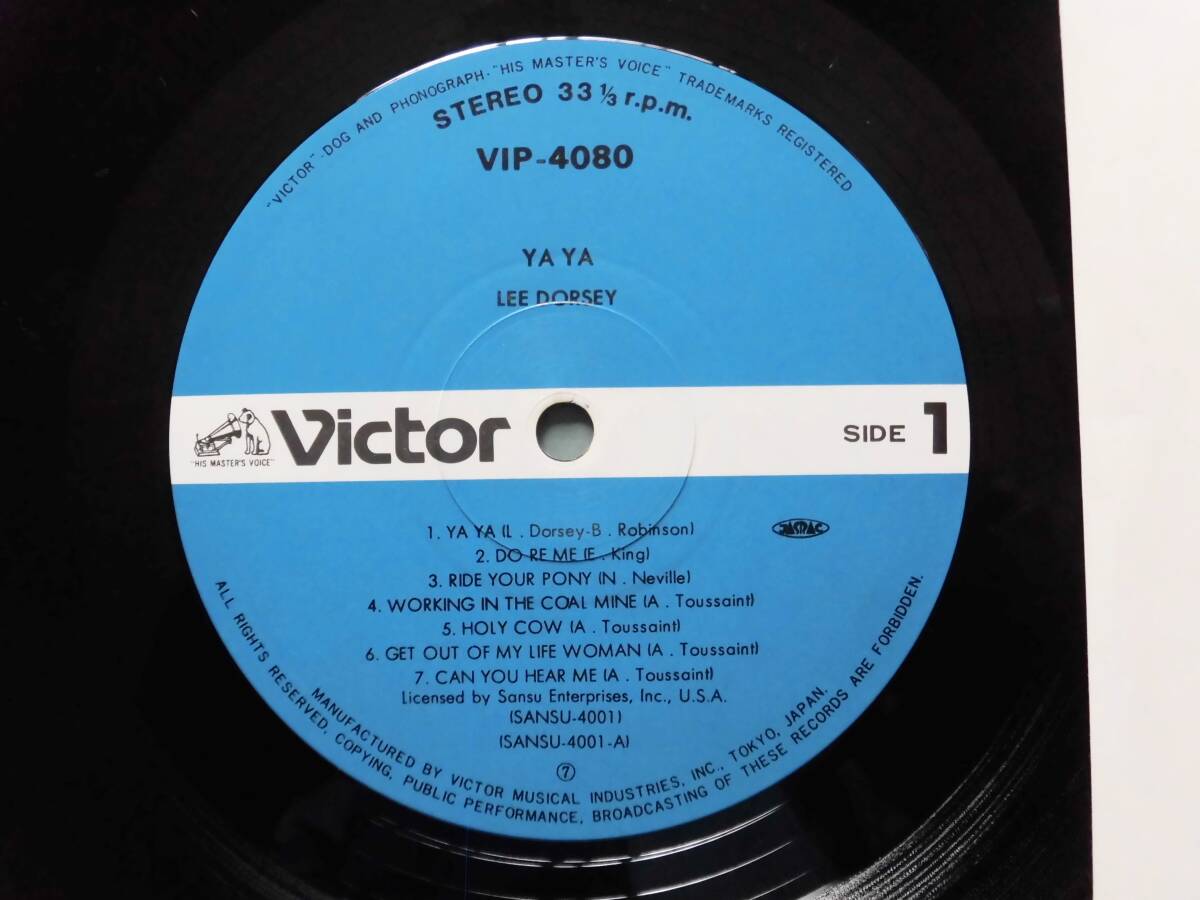 "VICTOR"-DOG AND PHONOGRAPH-"HIS MASTER'S VOICE" TRADEMARKS REGISTERED
STEREO 33 ⅓ r.p.m.
VIP-4080
YA YA
LEE DORSEY
"HIS MASTER'S VOICE"
Victor
SIDE 1
1. YA YA (L . Dorsey-B . Robinson)
JASRAC
2. DO RE ME (E . King)
3. RIDE YOUR PONY (N . Neville)
4. WORKING IN THE COAL MINE (A . Toussaint)
5. HOLY COW (A . Toussaint)
6. GET OUT OF MY LIFE WOMAN (A . Toussaint)
7. CAN YOU HEAR ME (A . Toussaint)
Licensed by Sansu Enterprises, Inc., U.S.A.
(SANSU-4001)
(SANSU-4001-A)
⑦
MANUFACTURED BY VICTOR MUSICAL INDUSTRIES, INC., TOKYO, JAPAN.
ALL RIGHTS RESERVED, COPYING, PUBLIC PERFORMANCE, BROADCASTING OF THESE RECORDS ARE FORBIDDEN.